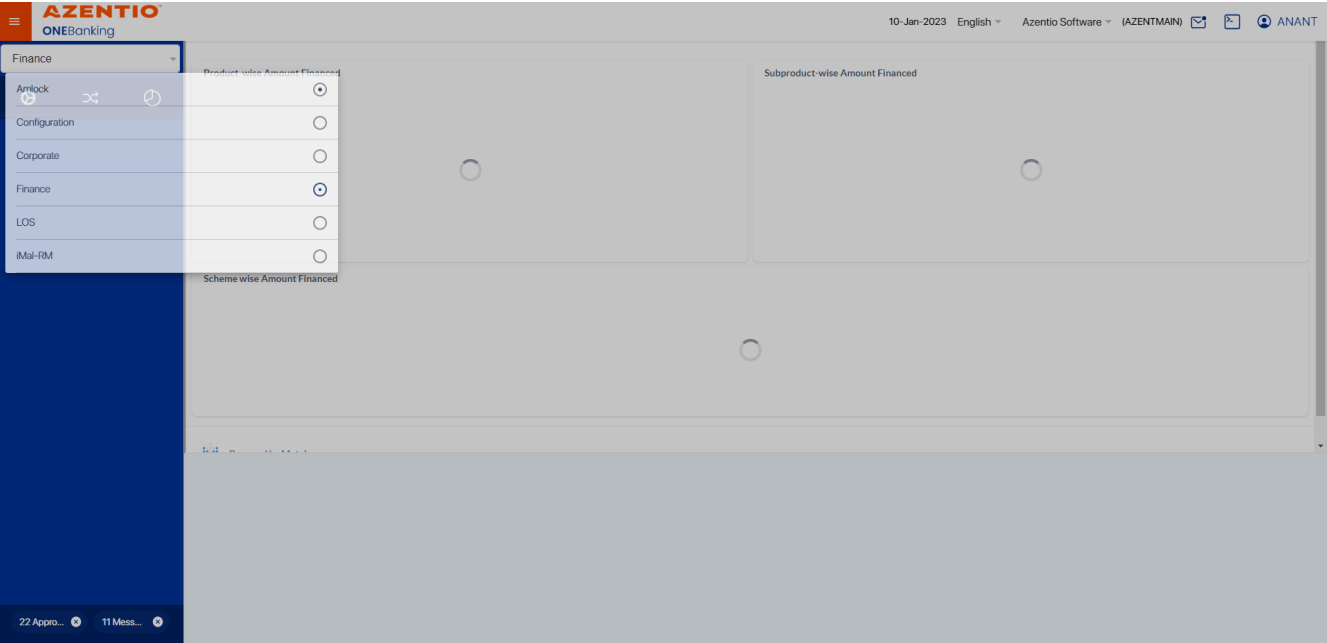 AZENTIO
ONEBanking
10-Jan-2023 English Azentio Software (AZENTMAIN) ANANT
Finance
Product-wise Amount Financed
Subproduct-wise Amount Financed
Amlock
Configuration
Corporate
Finance
LOS
iMal-RM
Scheme wise Amount Financed
22 Appro... 11 Mess...